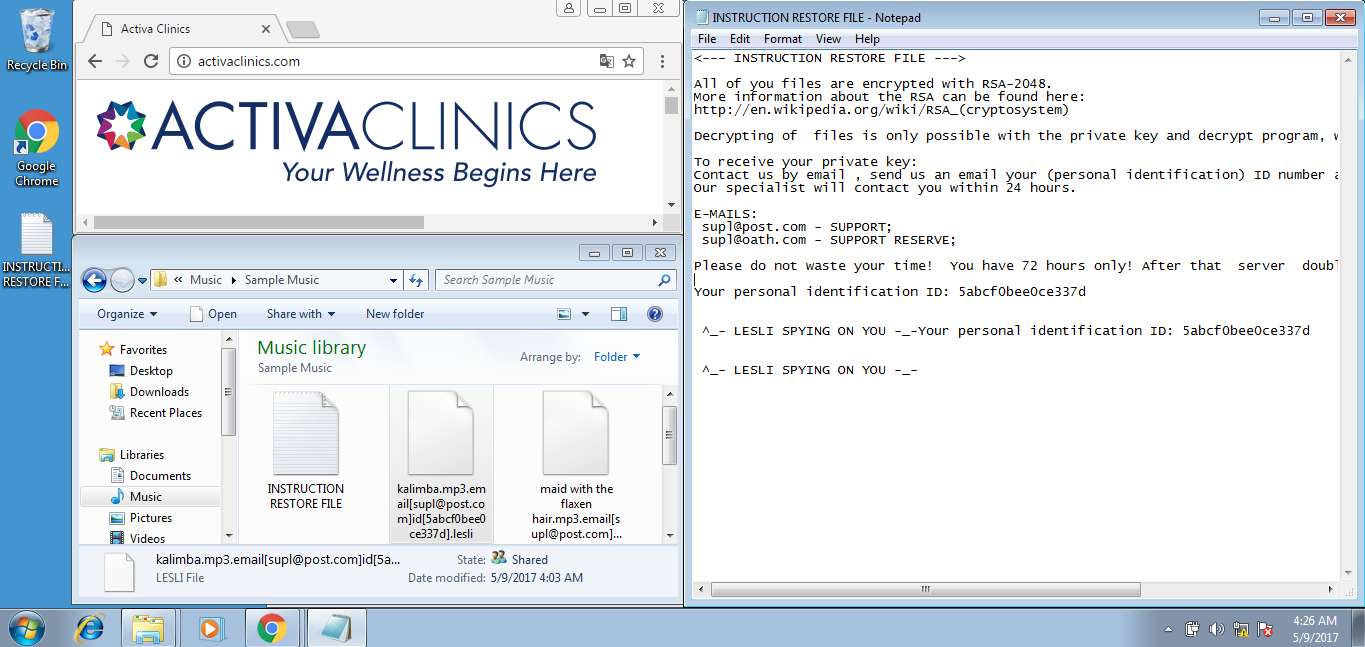 Recycle Bin
Google
Chrome
INSTRUCTI...
RESTORE F...
Activa Clinics
activaclinics.com
ACTIVACLINICS
Your Wellness Begins Here
Music
Sample Music
Search Sample Music
Organize
Open
Share with
New folder
Favorites
Desktop
Downloads
Recent Places
Libraries
Documents
Music
Pictures
Videos
Music library
Sample Music
Arrange by:
Folder
INSTRUCTION
RESTORE FILE
kalimba.mp3.em
ail[supl@post.co
m]id[5abcf0bee0
ce337d].lesli
maid with the
flaxen
hair.mp3.email[s
upl@post.com]...
kalimba.mp3.email[supl@post.com]id[5a...
LESLI File
State: Shared
Date modified: 5/9/2017 4:03 AM
INSTRUCTION RESTORE FILE - Notepad
File Edit Format View Help
<--- INSTRUCTION RESTORE FILE --->
All of you files are encrypted with RSA-2048.
More information about the RSA can be found here:
http://en.wikipedia.org/wiki/RSA_(cryptosystem)
Decrypting of  files is only possible with the private key and decrypt program,
To receive your private key:
Contact us by email , send us an email your (personal identification) ID number
Our specialist will contact you within 24 hours.
E-MAILS:
supl@post.com - SUPPORT;
supl@oath.com - SUPPORT RESERVE;
Please do not waste your time!  You have 72 hours only! After that  server  doubl
Your personal identification ID: 5abcf0bee0ce337d
^_- LESLI SPYING ON YOU -_-Your personal identification ID: 5abcf0bee0ce337d
^_- LESLI SPYING ON YOU -_-
4:26 AM
5/9/2017